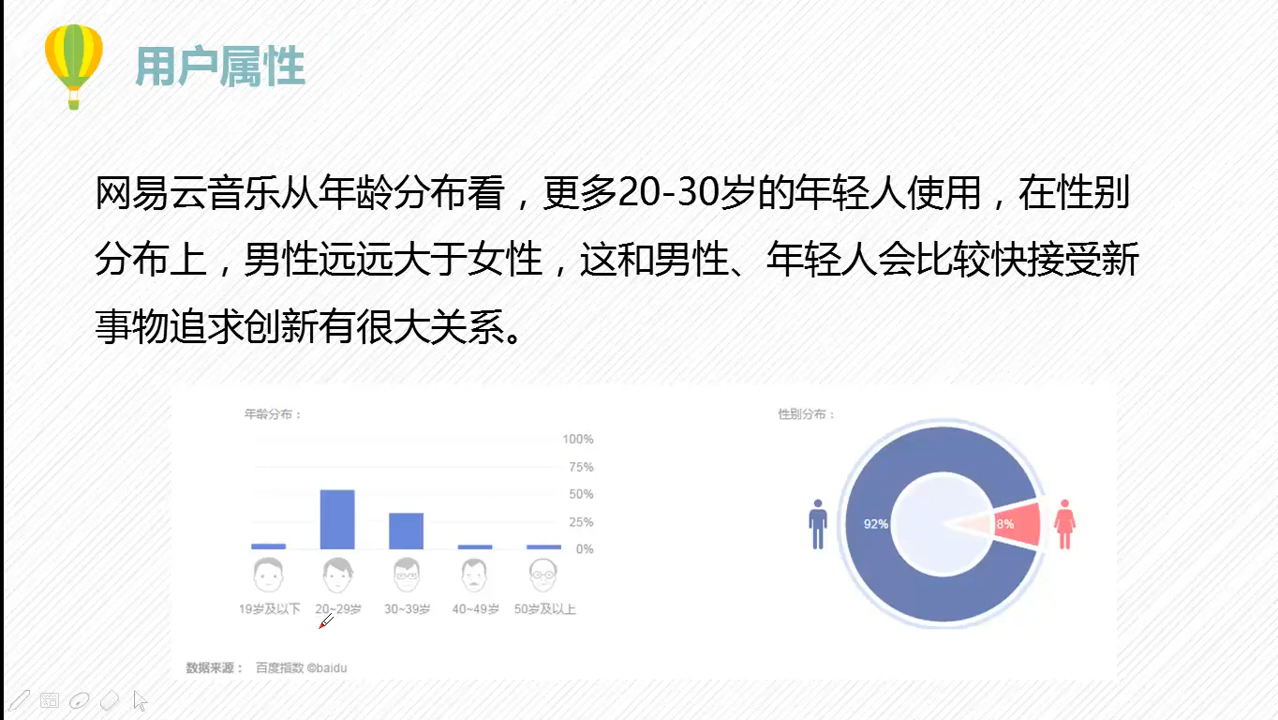 用户属性
网易云音乐从年龄分布看，更多20-30岁的年轻人使用，在性别
分布上，男性远远大于女性，这和男性、年轻人会比较快接受新
事物追求创新有很大关系。
年龄分布：
100%
75%
50%
25%
0%
19岁及以下 20~29岁 30~39岁 40~49岁 50岁及以上
性别分布：
92% 8%
数据来源： 百度指数 ©baidu